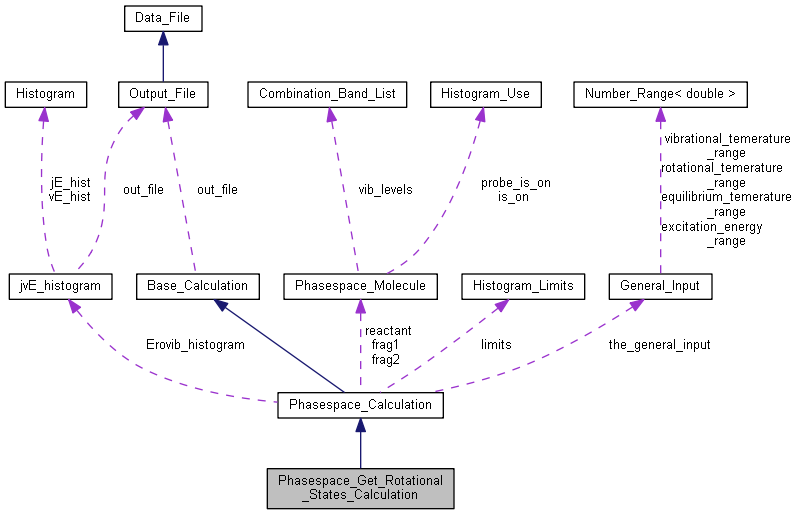 Data_File
Histogram
Output_File
Combination_Band_List
Histogram_Use
Number_Range< double >
jE_hist
vE_hist
out_file
out_file
vib_levels
probe_is_on
is_on
vibrational_temerature
_range
rotational_temerature
_range
equilibrium_temerature
_range
excitation_energy
_range
jvE_histogram
Base_Calculation
Phasespace_Molecule
Histogram_Limits
General_Input
Erovib_histogram
reactant
frag1
frag2
limits
the_general_input
Phasespace_Calculation
Phasespace_Get_Rotational
_States_Calculation